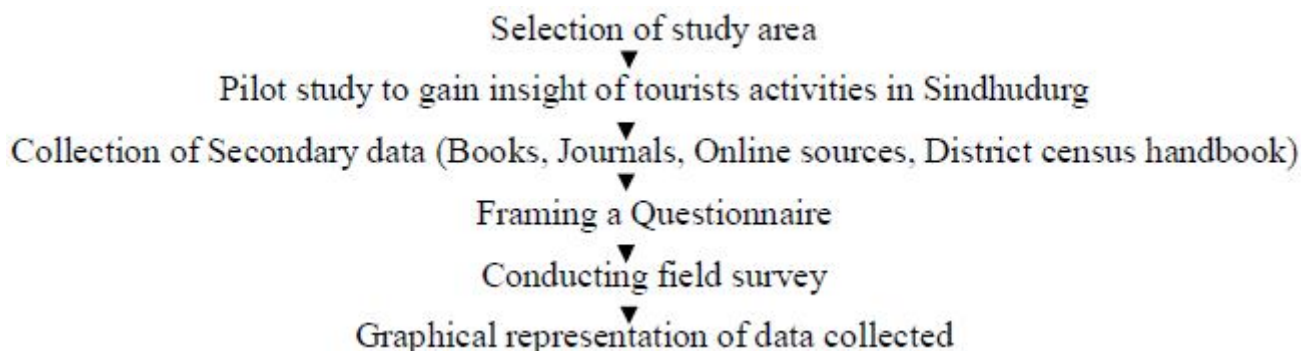 Selection of study area
Pilot study to gain insight of tourists activities in Sindhudurg
Collection of Secondary data (Books, Journals, Online sources, District census handbook)
Framing a Questionnaire
Conducting field survey
Graphical representation of data collected